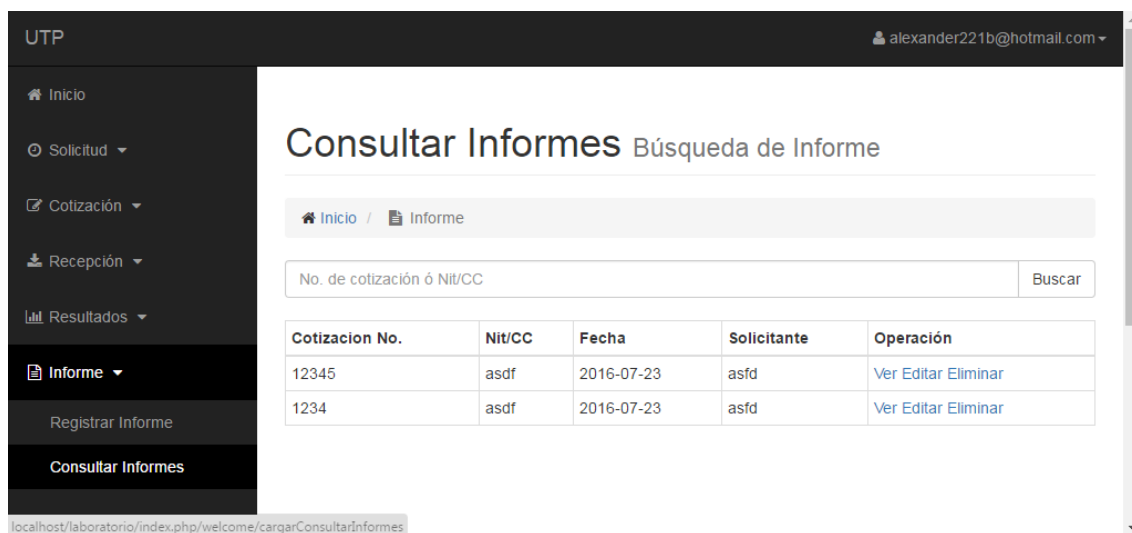 UTP
alexander221b@hotmail.com
Inicio
Solicitud
Cotización
Recepción
Resultados
Informe
Registrar Informe
Consultar Informes
Consultar Informes Búsqueda de Informe
Inicio / Informe
No. de cotización ó Nit/CC Buscar
Cotizacion No. Nit/CC Fecha Solicitante Operación
12345 asdf 2016-07-23 asfd Ver Editar Eliminar
1234 asdf 2016-07-23 asfd Ver Editar Eliminar
localhost/laboratorio/index.php/welcome/cargarConsultarInformes